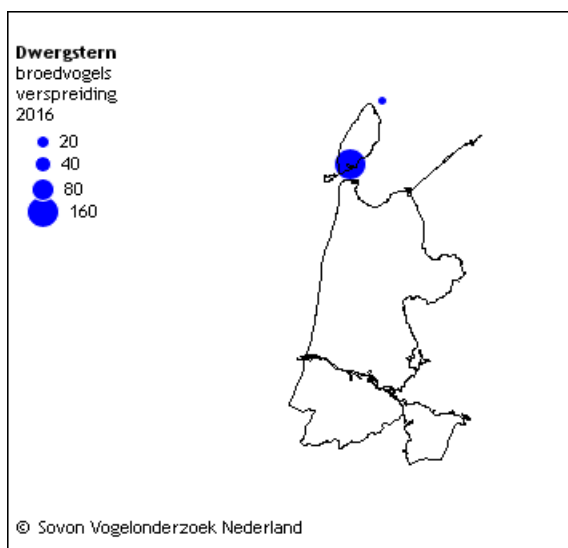 Dwergstern
broedvogels
verspreiding
2016
20
40
80
160
© Sovon Vogelonderzoek Nederland